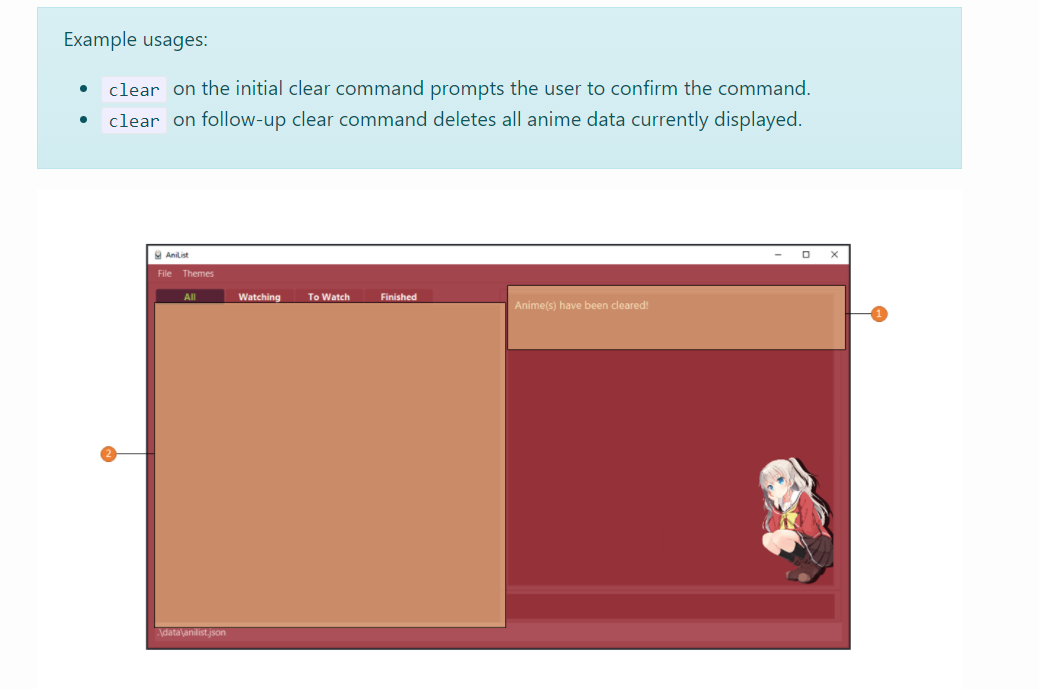 Example usages:
clear on the initial clear command prompts the user to confirm the command.
clear on follow-up clear command deletes all anime data currently displayed.
AniList
File Themes
All Watching To Watch Finished
Anime(s) have been cleared!
1
2
.\data\anilist.json